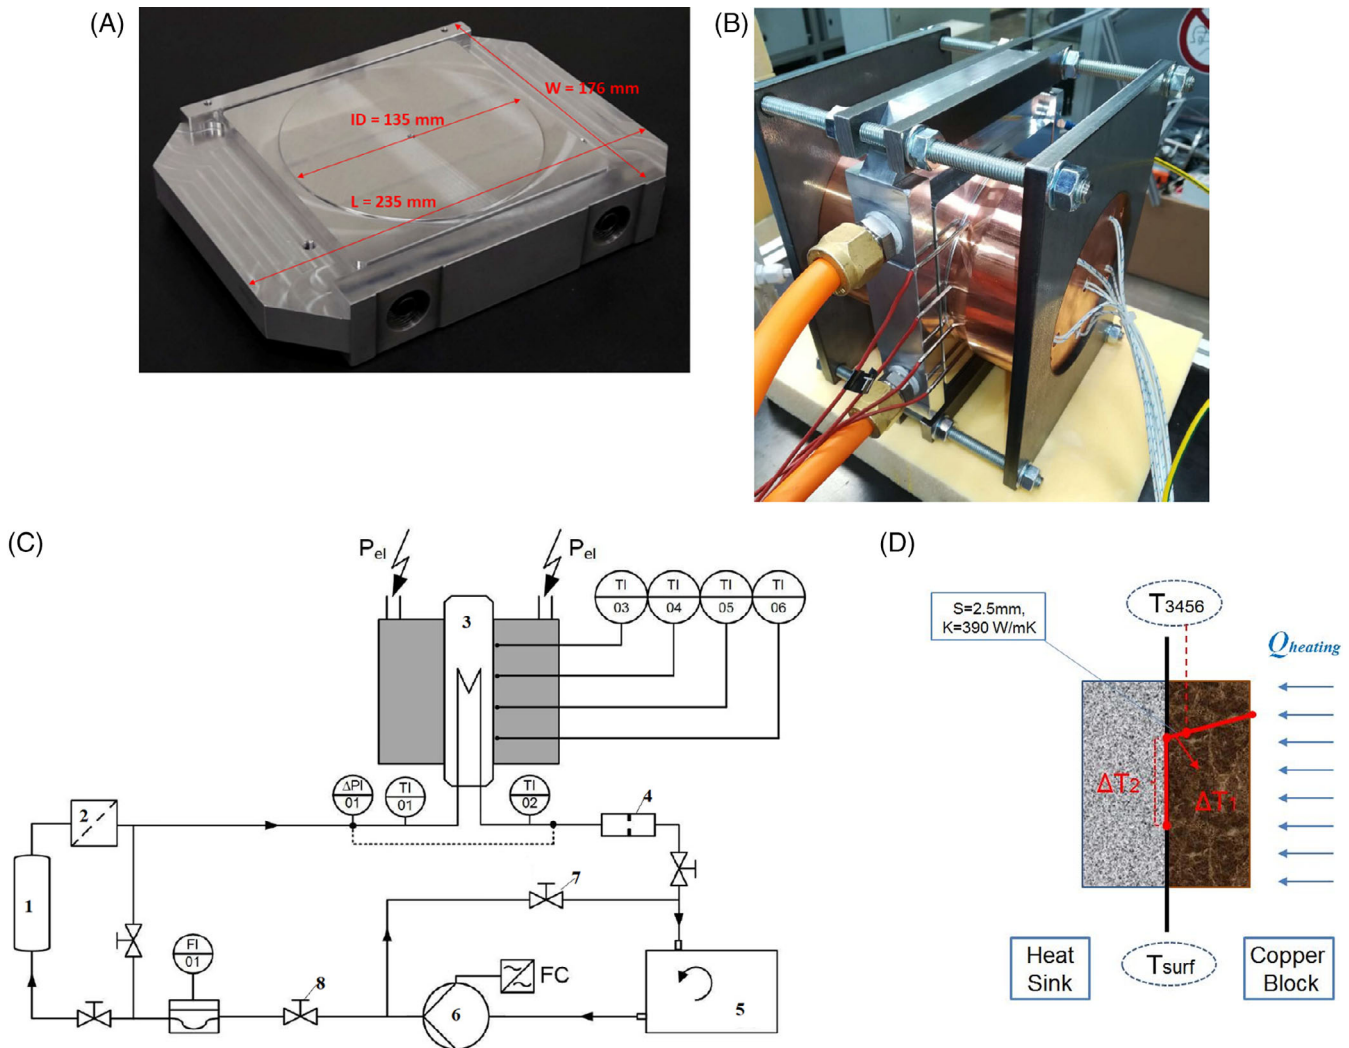 (A)
W = 176 mm
ID = 135 mm
L = 235 mm
(B)
(C)
Pel
Pel
TI
03
TI
04
TI
05
TI
06
3
ΔPI
01
TI
01
TI
02
4
2
1
7
FI
01
8
FC
6
5
(D)
S=2.5mm,
K=390 W/mK
T3456
Qheating
ΔT2
ΔT1
Heat
Sink
Tsurf
Copper
Block